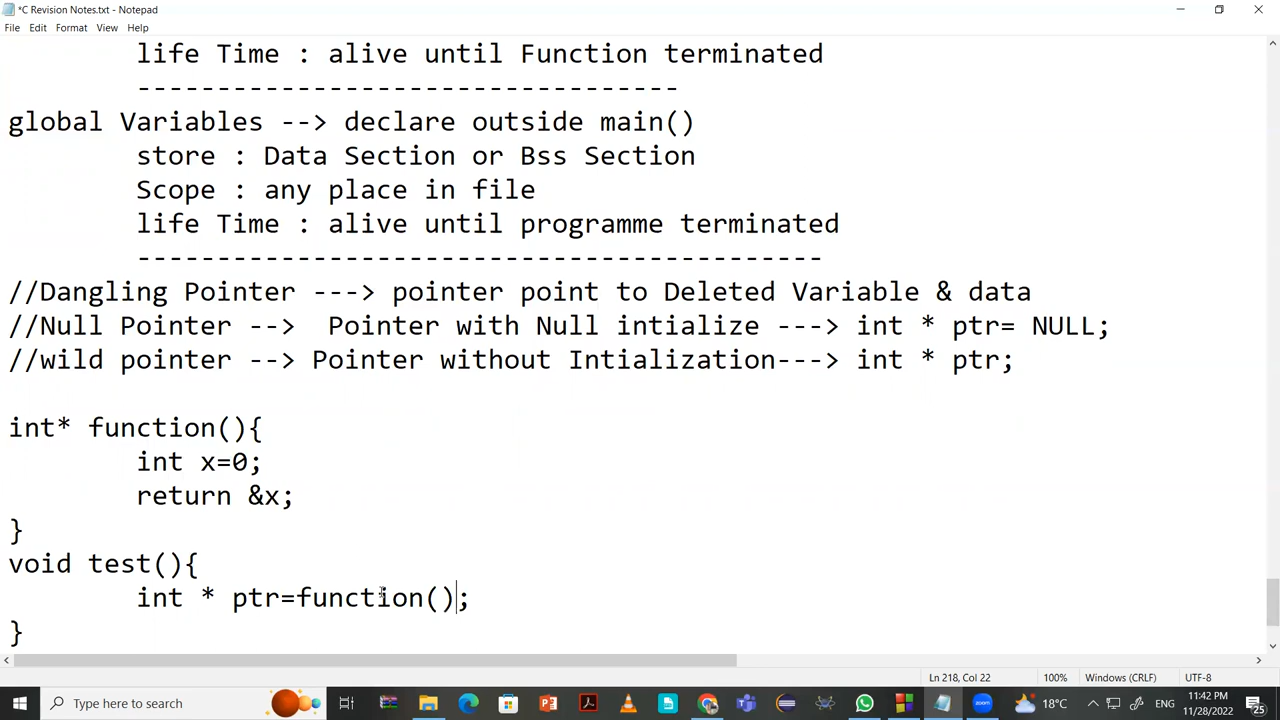 *C Revision Notes.txt - Notepad
File Edit Format View Help
life Time : alive until Function terminated
----------------------------------
global Variables --> declare outside main()
store : Data Section or Bss Section
Scope : any place in file
life Time : alive until programme terminated
-------------------------------------------
//Dangling Pointer ---> pointer point to Deleted Variable & data
//Null Pointer -->  Pointer with Null intialize ---> int * ptr= NULL;
//wild pointer --> Pointer without Intialization---> int * ptr;
int* function(){
int x=0;
return &x;
}
void test(){
int * ptr=function();
}
Ln 218, Col 22 100% Windows (CRLF) UTF-8
Type here to search 18°C ENG 11:42 PM
11/28/2022 25